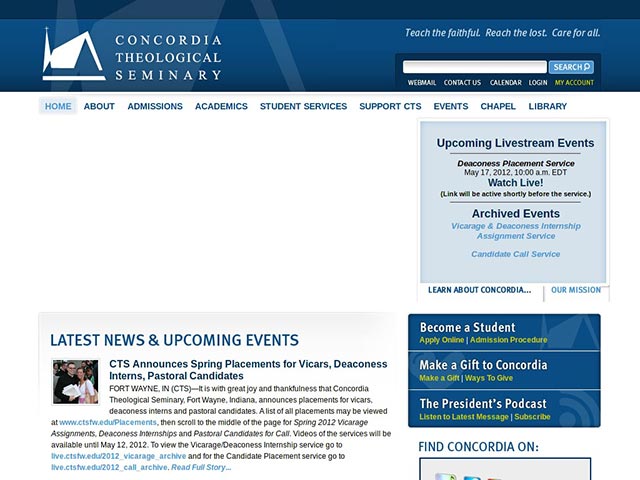 CONCORDIA
THEOLOGICAL
SEMINARY
Teach the faithful. Reach the lost. Care for all.
SEARCH
WEBMAIL CONTACT US CALENDAR LOGIN MY ACCOUNT
HOME ABOUT ADMISSIONS ACADEMICS STUDENT SERVICES SUPPORT CTS EVENTS CHAPEL LIBRARY
Upcoming Livestream Events
Deaconess Placement Service
May 17, 2012, 10:00 a.m. EDT
Watch Live!
(Link will be active shortly before the service.)
Archived Events
Vicarage & Deaconess Internship
Assignment Service
Candidate Call Service
LEARN ABOUT CONCORDIA... OUR MISSION
LATEST NEWS & UPCOMING EVENTS
CTS Announces Spring Placements for Vicars, Deaconess
Interns, Pastoral Candidates
FORT WAYNE, IN (CTS)—It is with great joy and thankfulness that Concordia
Theological Seminary, Fort Wayne, Indiana, announces placements for vicars,
deaconess interns and pastoral candidates. A list of all placements may be viewed
at www.ctsfw.edu/Placements, then scroll to the middle of the page for Spring 2012 Vicarage
Assignments, Deaconess Internships and Pastoral Candidates for Call. Videos of the services will be
available until May 12, 2012. To view the Vicarage/Deaconess Internship service go to
live.ctsfw.edu/2012_vicarage_archive and for the Candidate Placement service go to
live.ctsfw.edu/2012_call_archive. Read Full Story...
Become a Student
Apply Online | Admission Procedure
Make a Gift to Concordia
Make a Gift | Ways To Give
The President's Podcast
Listen to Latest Message | Subscribe
FIND CONCORDIA ON: